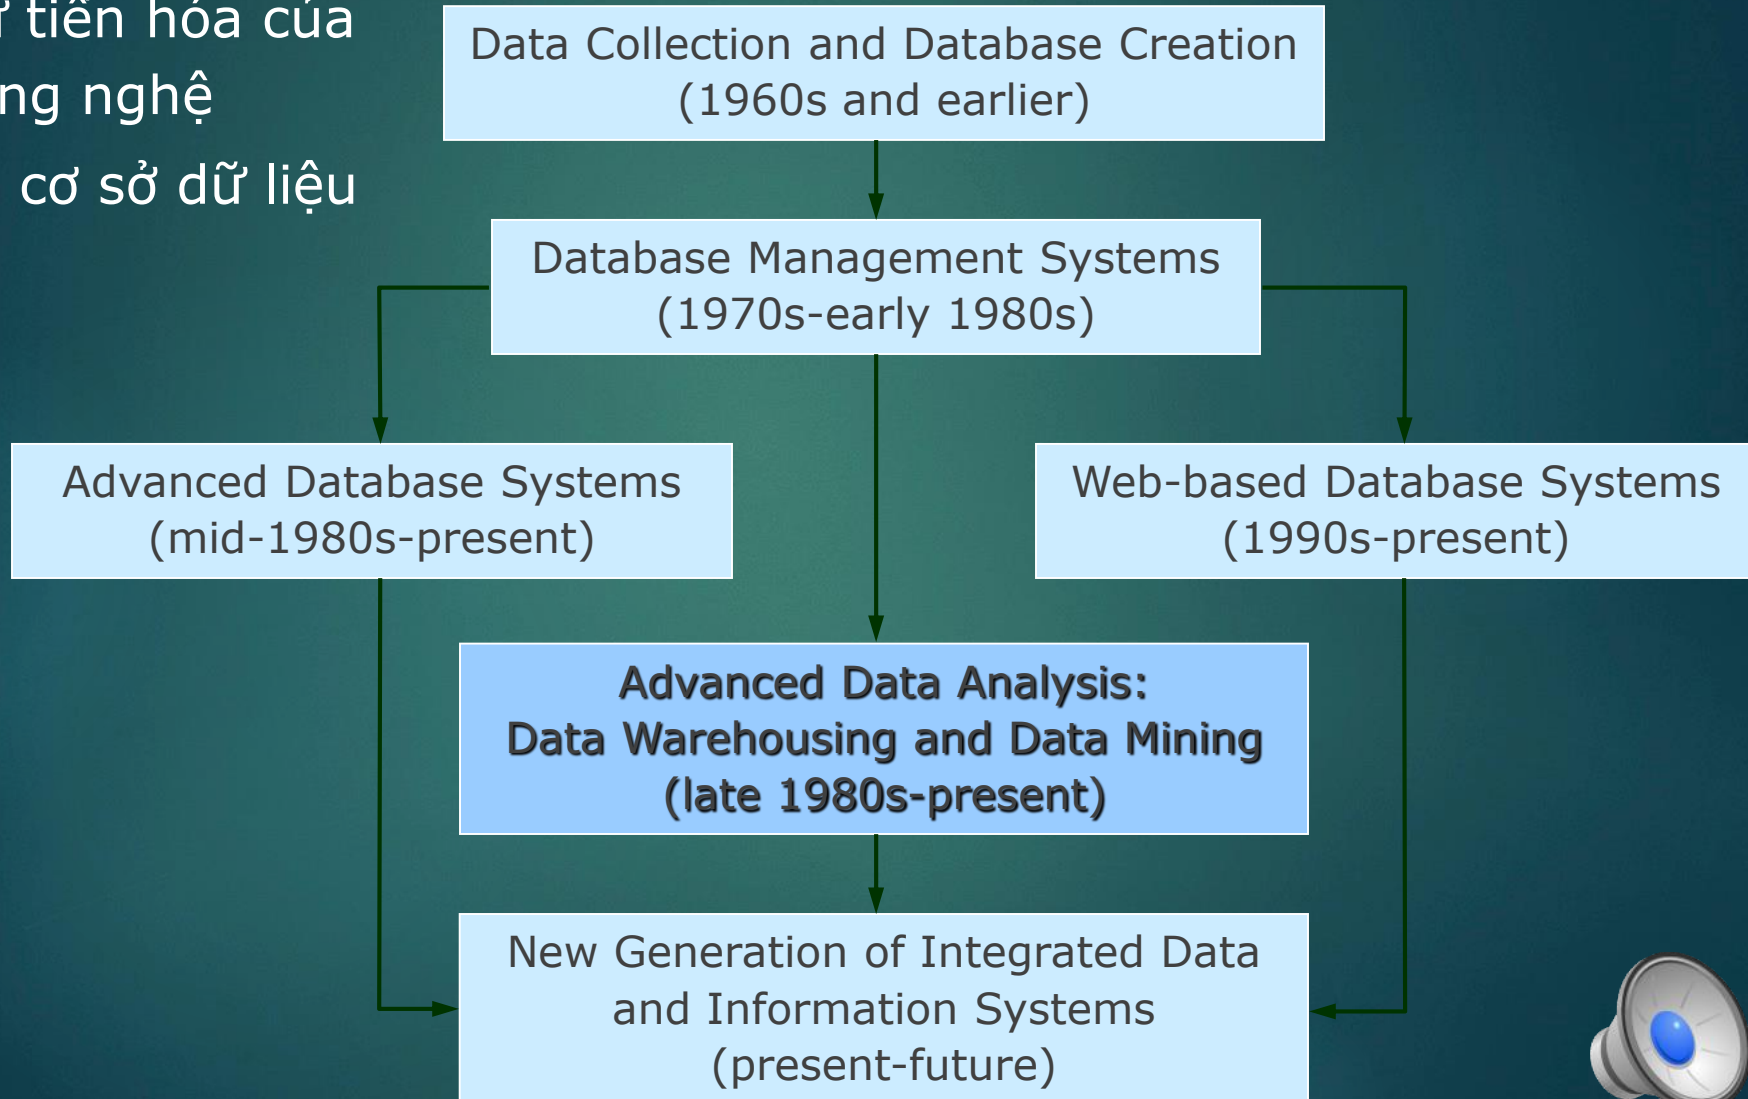 tiến hóa của
ng nghệ
cơ sở dữ liệu
Data Collection and Database Creation
(1960s and earlier)
Database Management Systems
(1970s-early 1980s)
Advanced Database Systems
(mid-1980s-present)
Web-based Database Systems
(1990s-present)
Advanced Data Analysis:
Data Warehousing and Data Mining
(late 1980s-present)
New Generation of Integrated Data
and Information Systems
(present-future)